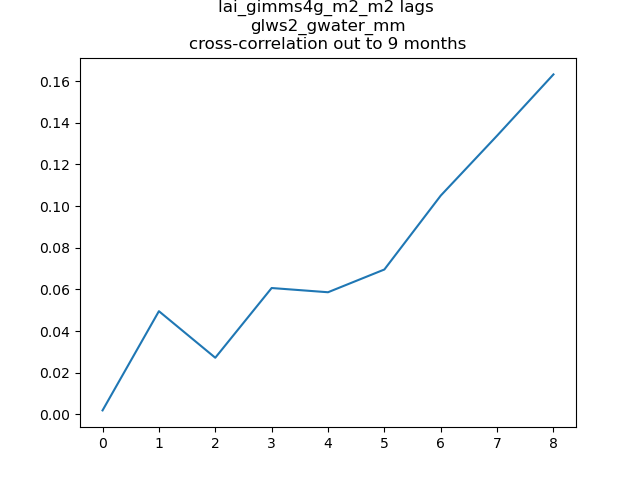 lai_gimms4g_m2_m2 lags
glws2_gwater_mm
cross-correlation out to 9 months
0.16
0.14
0.12
0.10
0.08
0.06
0.04
0.02
0.00
0 1 2 3 4 5 6 7 8